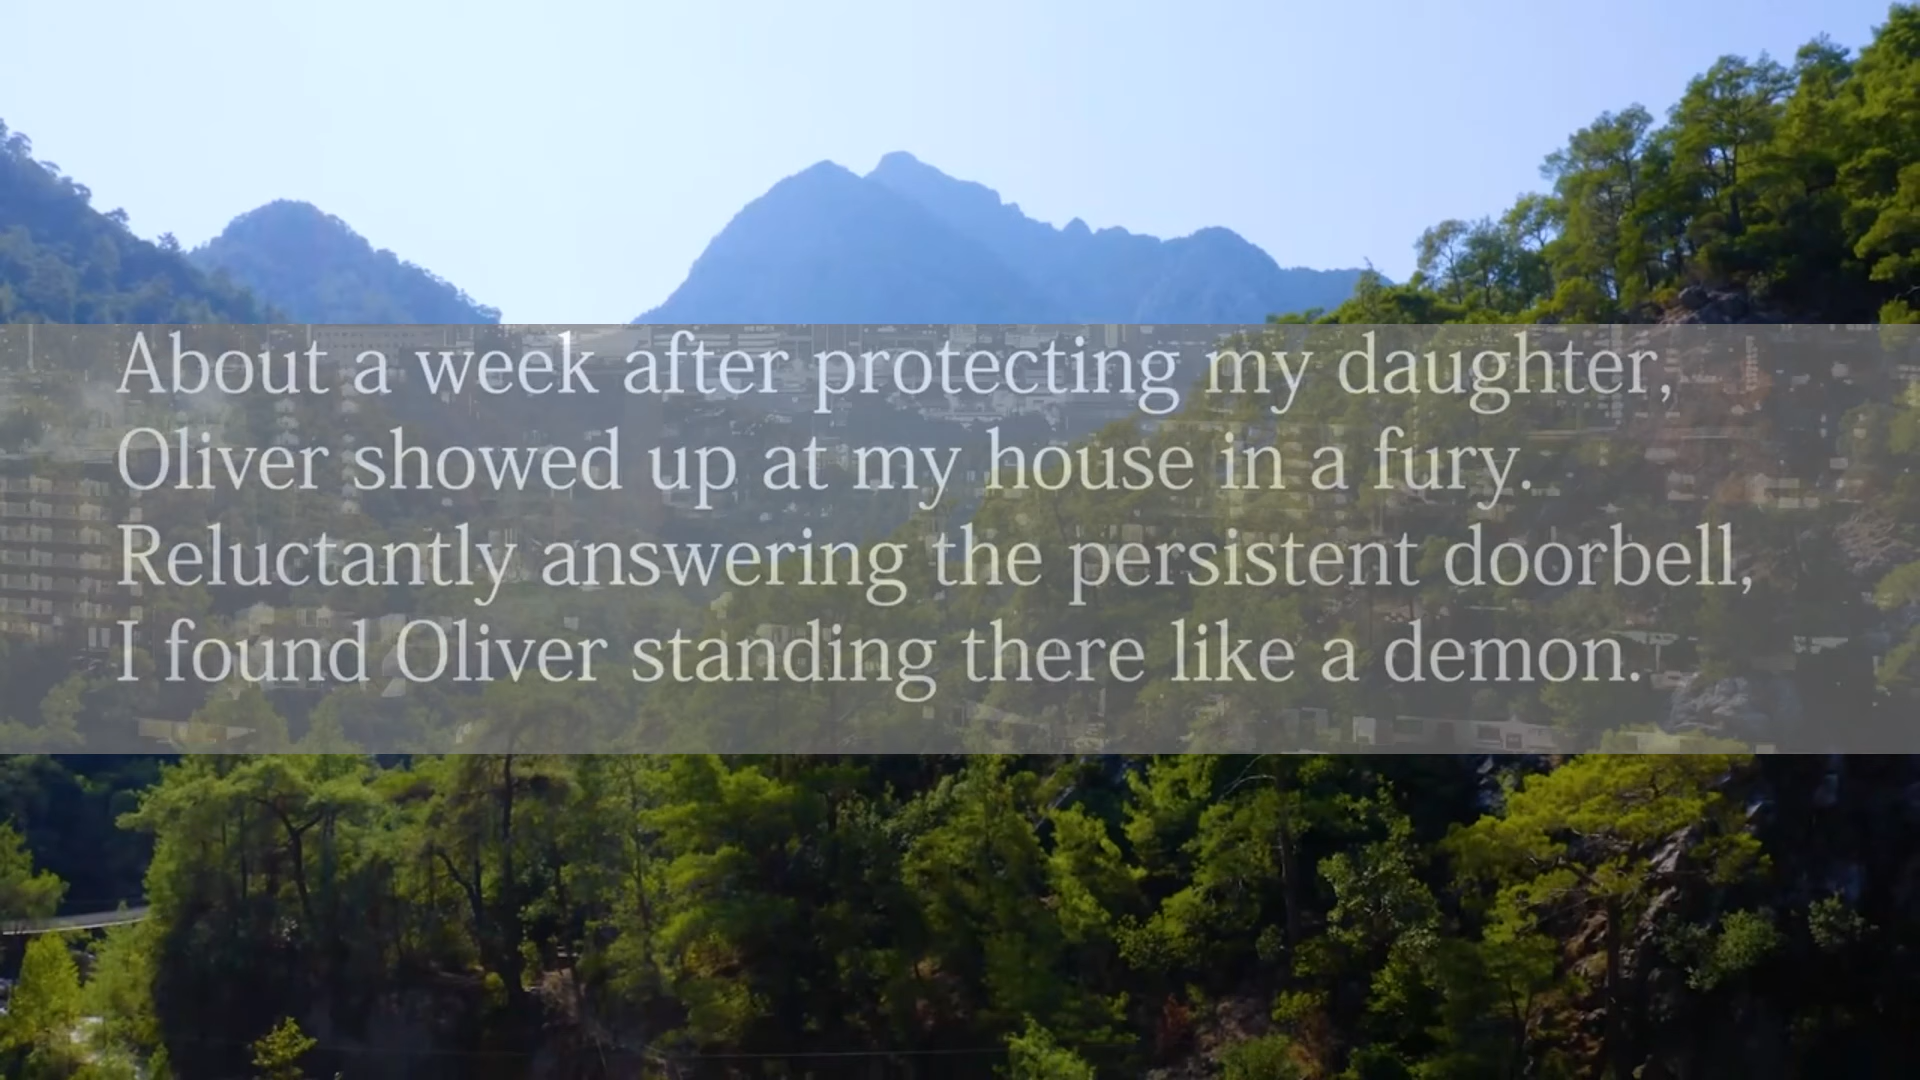 About a week after protecting my daughter,
Oliver showed up at my house in a fury.
Reluctantly answering the persistent doorbell,
I found Oliver standing there like a demon.